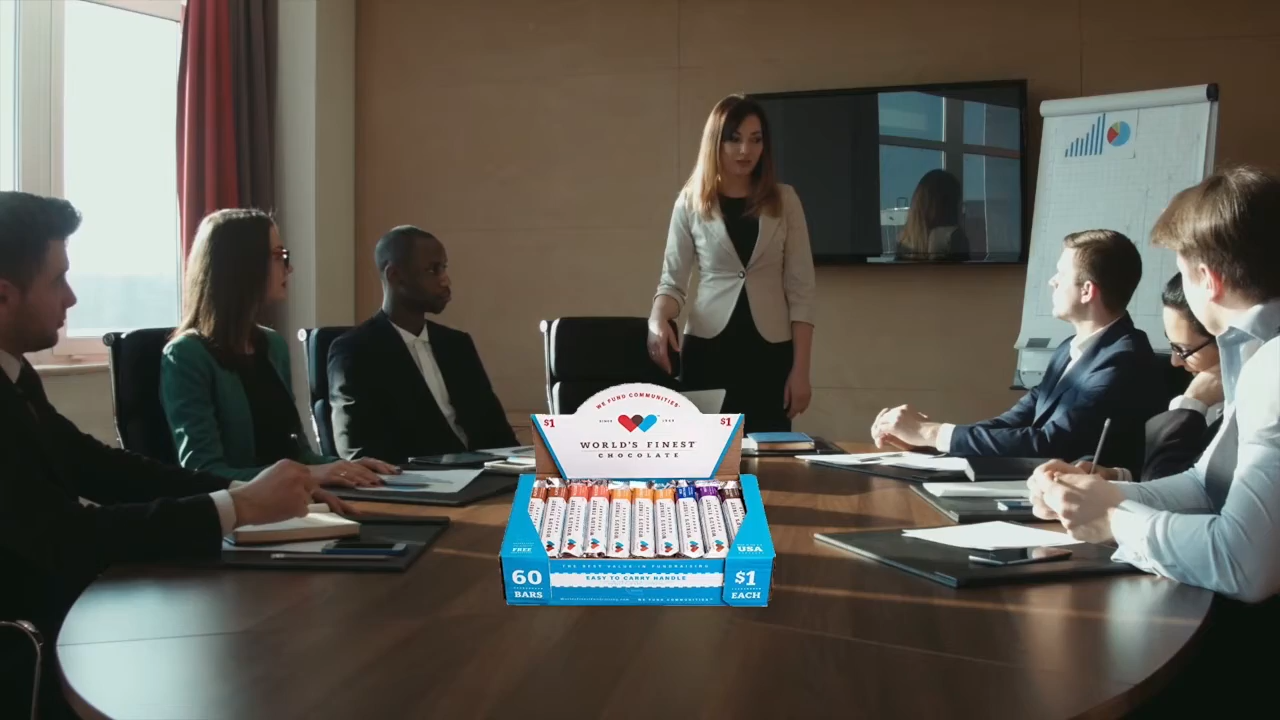 WE FUND COMMUNITIES
$1
$1
SINCE
WORLD'S FINEST
CHOCOLATE
FREE
USA
THE BEST VALUE IN FUNDRAISING
60
BARS
EASY TO CARRY HANDLE
$1
EACH
WE FUND COMMUNITIES